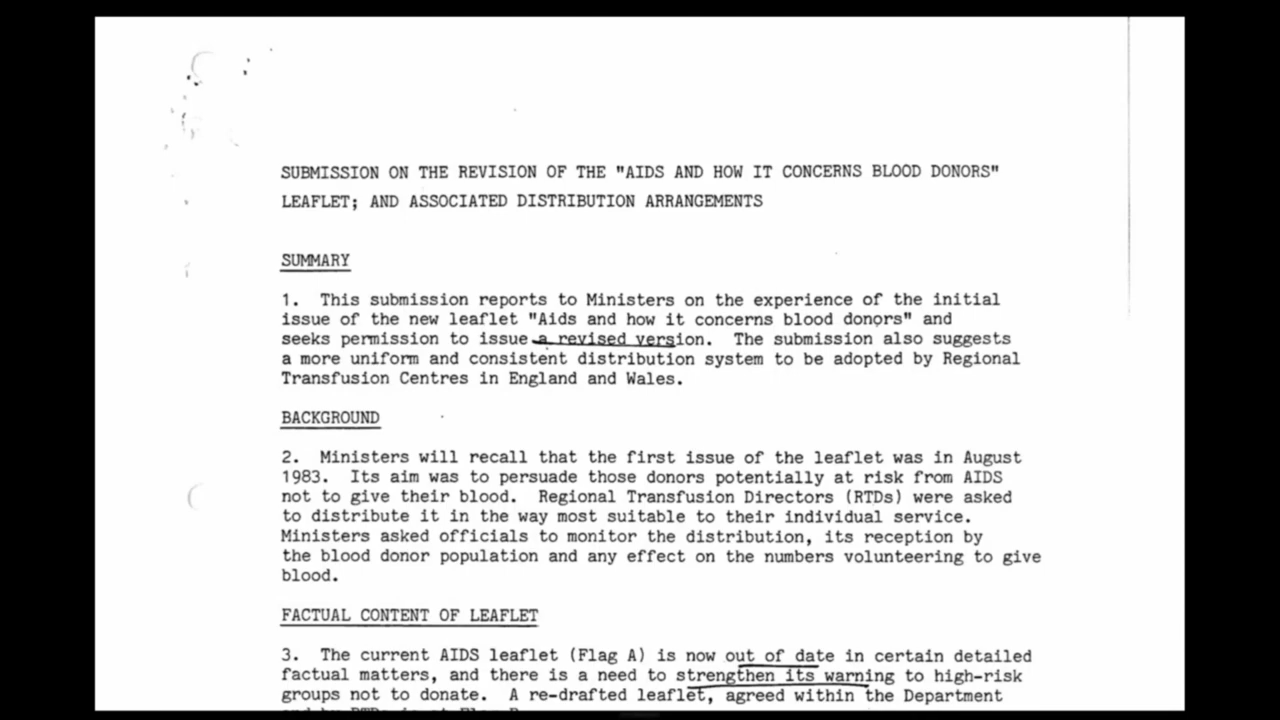 SUBMISSION ON THE REVISION OF THE "AIDS AND HOW IT CONCERNS BLOOD DONORS"
LEAFLET; AND ASSOCIATED DISTRIBUTION ARRANGEMENTS
SUMMARY
1. This submission reports to Ministers on the experience of the initial
issue of the new leaflet "Aids and how it concerns blood donors" and
seeks permission to issue a revised version. The submission also suggests
a more uniform and consistent distribution system to be adopted by Regional
Transfusion Centres in England and Wales.
BACKGROUND
2. Ministers will recall that the first issue of the leaflet was in August
1983. Its aim was to persuade those donors potentially at risk from AIDS
not to give their blood. Regional Transfusion Directors (RTDs) were asked
to distribute it in the way most suitable to their individual service.
Ministers asked officials to monitor the distribution, its reception by
the blood donor population and any effect on the numbers volunteering to give
blood.
FACTUAL CONTENT OF LEAFLET
3. The current AIDS leaflet (Flag A) is now out of date in certain detailed
factual matters, and there is a need to strengthen its warning to high-risk
groups not to donate. A re-drafted leaflet, agreed within the Department